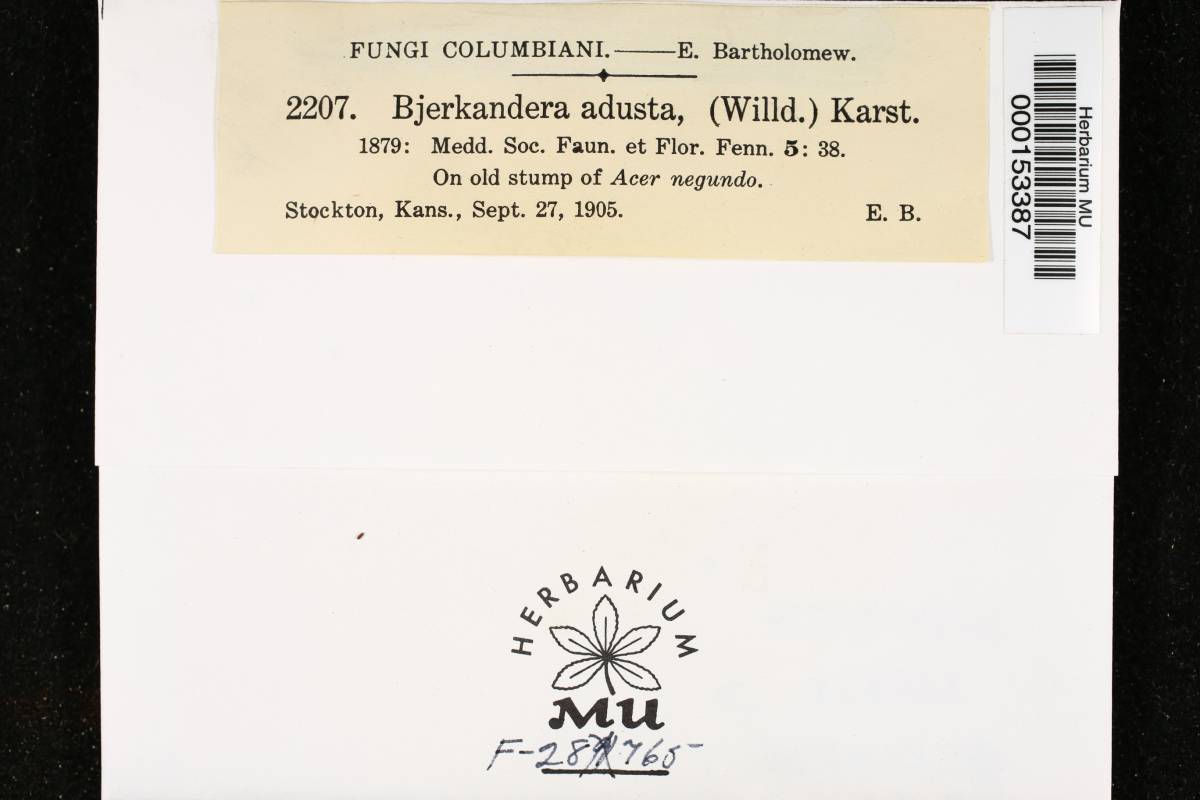 FUNGI COLUMBIANI.——E. Bartholomew.
2207. Bjerkandera adusta, (Willd.) Karst.
1879: Medd. Soc. Faun. et Flor. Fenn. 5: 38.
On old stump of Acer negundo.
Stockton, Kans., Sept. 27, 1905. E. B.
Herbarium MU
000153387
HERBARIUM
MU